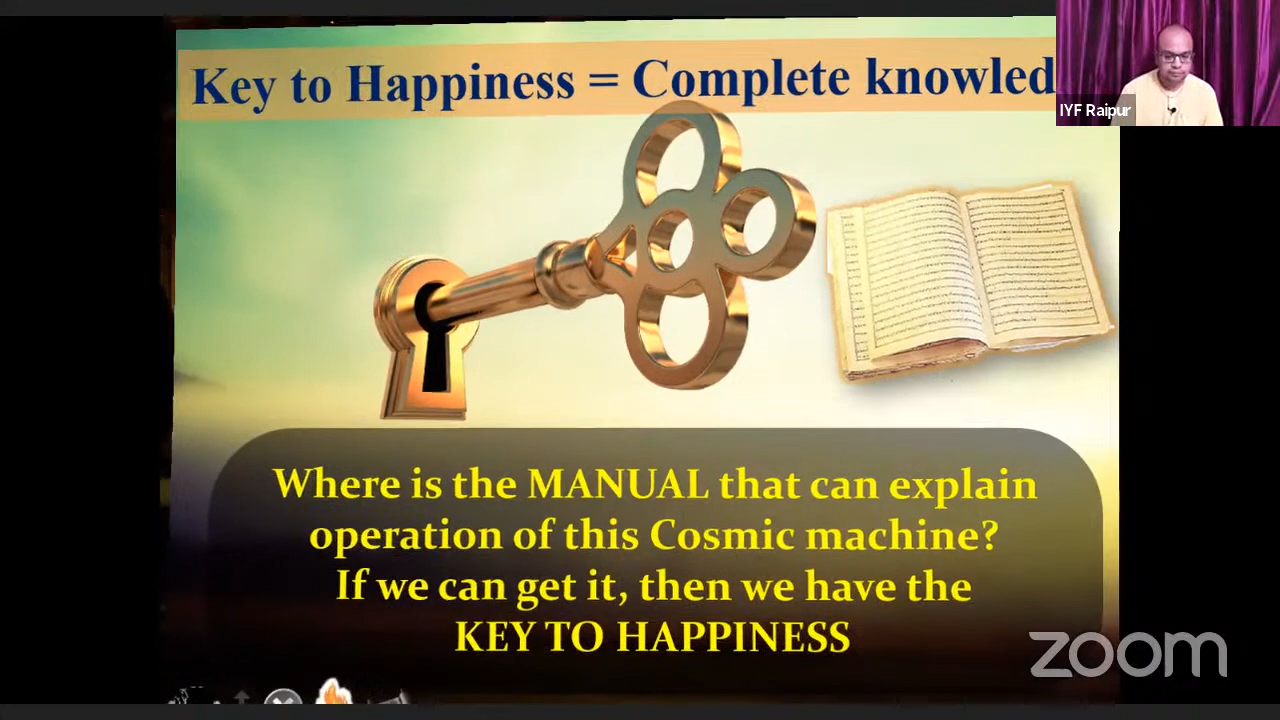 Key to Happiness = Complete knowled
IYF Raipur
Where is the MANUAL that can explain
operation of this Cosmic machine?
If we can get it, then we have the
KEY TO HAPPINESS
zoom